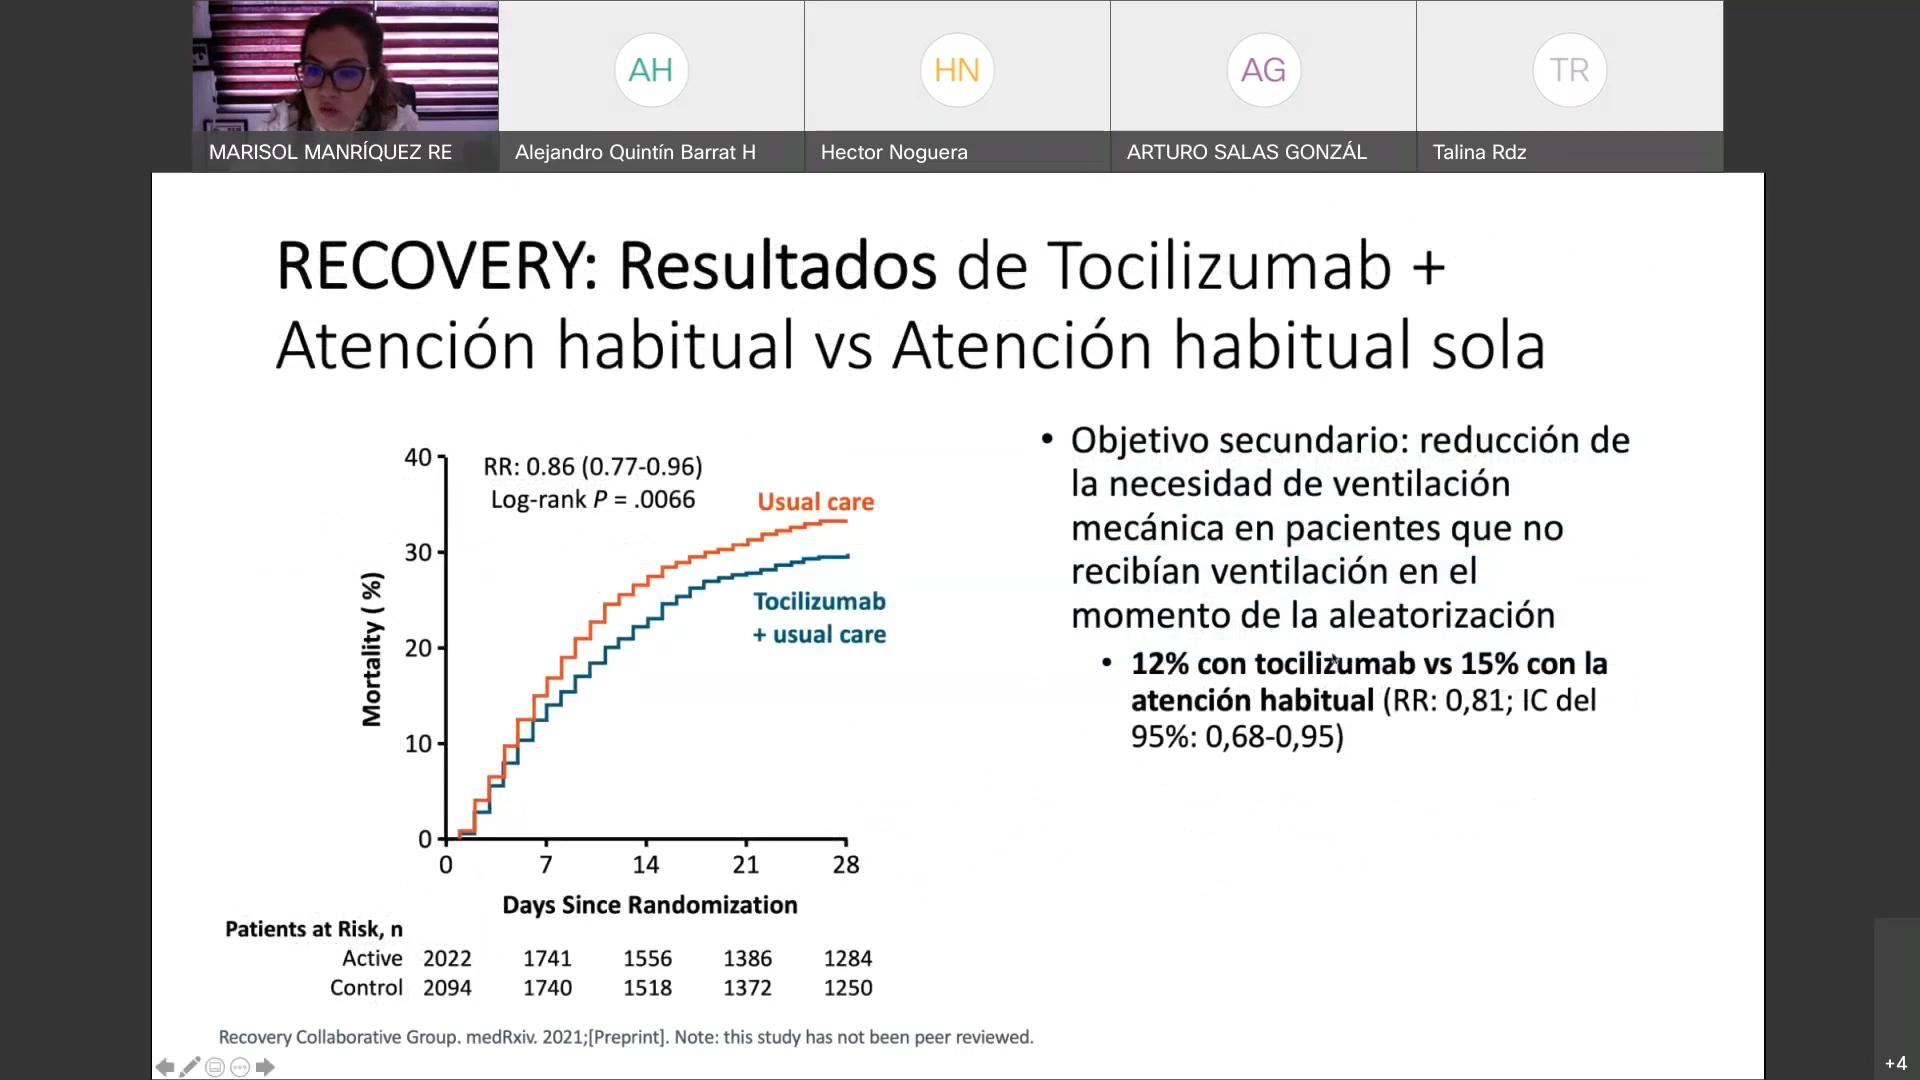 AH
HN
AG
TR
MARISOL MANRÍQUEZ RE
Alejandro Quintín Barrat H
Hector Noguera
ARTURO SALAS GONZÁL
Talina Rdz
RECOVERY: Resultados de Tocilizumab +
Atención habitual vs Atención habitual sola
40
30
20
10
0
Mortality ( %)
RR: 0.86 (0.77-0.96)
Log-rank P = .0066
Usual care
Tocilizumab
+ usual care
0 7 14 21 28
Days Since Randomization
Patients at Risk, n
Active 2022 1741 1556 1386 1284
Control 2094 1740 1518 1372 1250
• Objetivo secundario: reducción de
la necesidad de ventilación
mecánica en pacientes que no
recibían ventilación en el
momento de la aleatorización
• 12% con tocilizumab vs 15% con la
atención habitual (RR: 0,81; IC del
95%: 0,68-0,95)
Recovery Collaborative Group. medRxiv. 2021;[Preprint]. Note: this study has not been peer reviewed.
+4